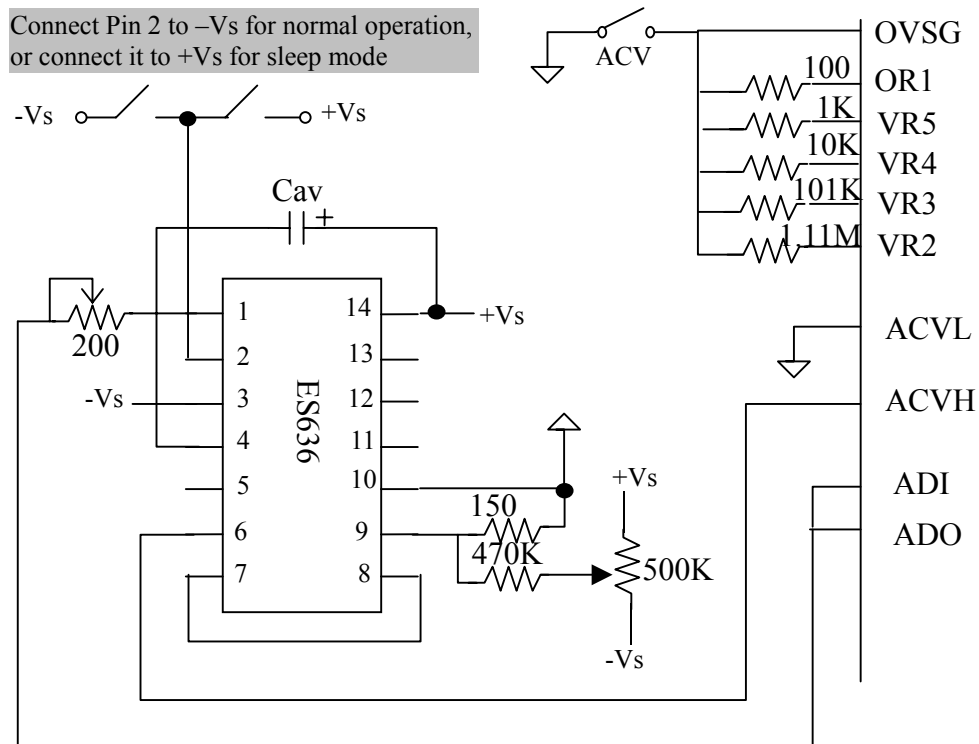 Connect Pin 2 to –Vs for normal operation,
or connect it to +Vs for sleep mode
-Vs
+Vs
ACV
OVSG
100
OR1
1K
VR5
10K
VR4
101K
VR3
1.11M
VR2
Cav
+
200
1
2
3
4
5
6
7
14
13
12
11
10
9
8
ES636
+Vs
-Vs
150
470K
+Vs
500K
-Vs
ACVL
ACVH
ADI
ADO